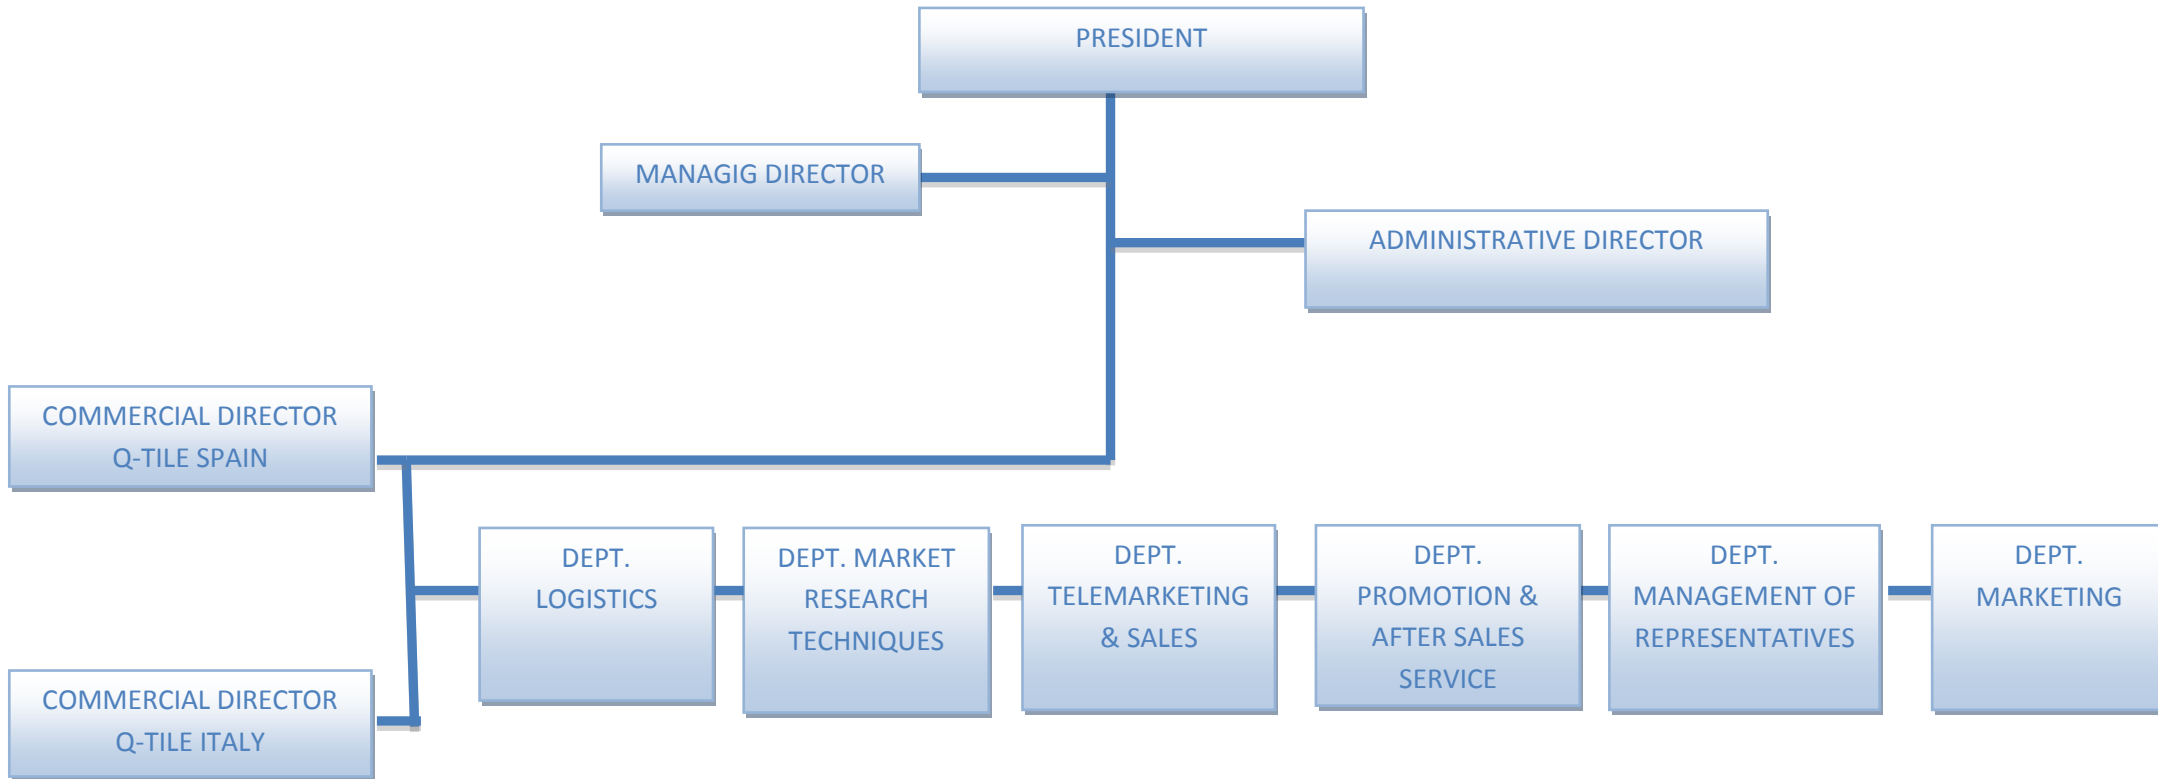 PRESIDENT
MANAGIG DIRECTOR
ADMINISTRATIVE DIRECTOR
COMMERCIAL DIRECTOR
Q-TILE SPAIN
DEPT.
LOGISTICS
DEPT. MARKET
RESEARCH
TECHNIQUES
DEPT.
TELEMARKETING
& SALES
DEPT.
PROMOTION &
AFTER SALES
SERVICE
DEPT.
MANAGEMENT OF
REPRESENTATIVES
DEPT.
MARKETING
COMMERCIAL DIRECTOR
Q-TILE ITALY